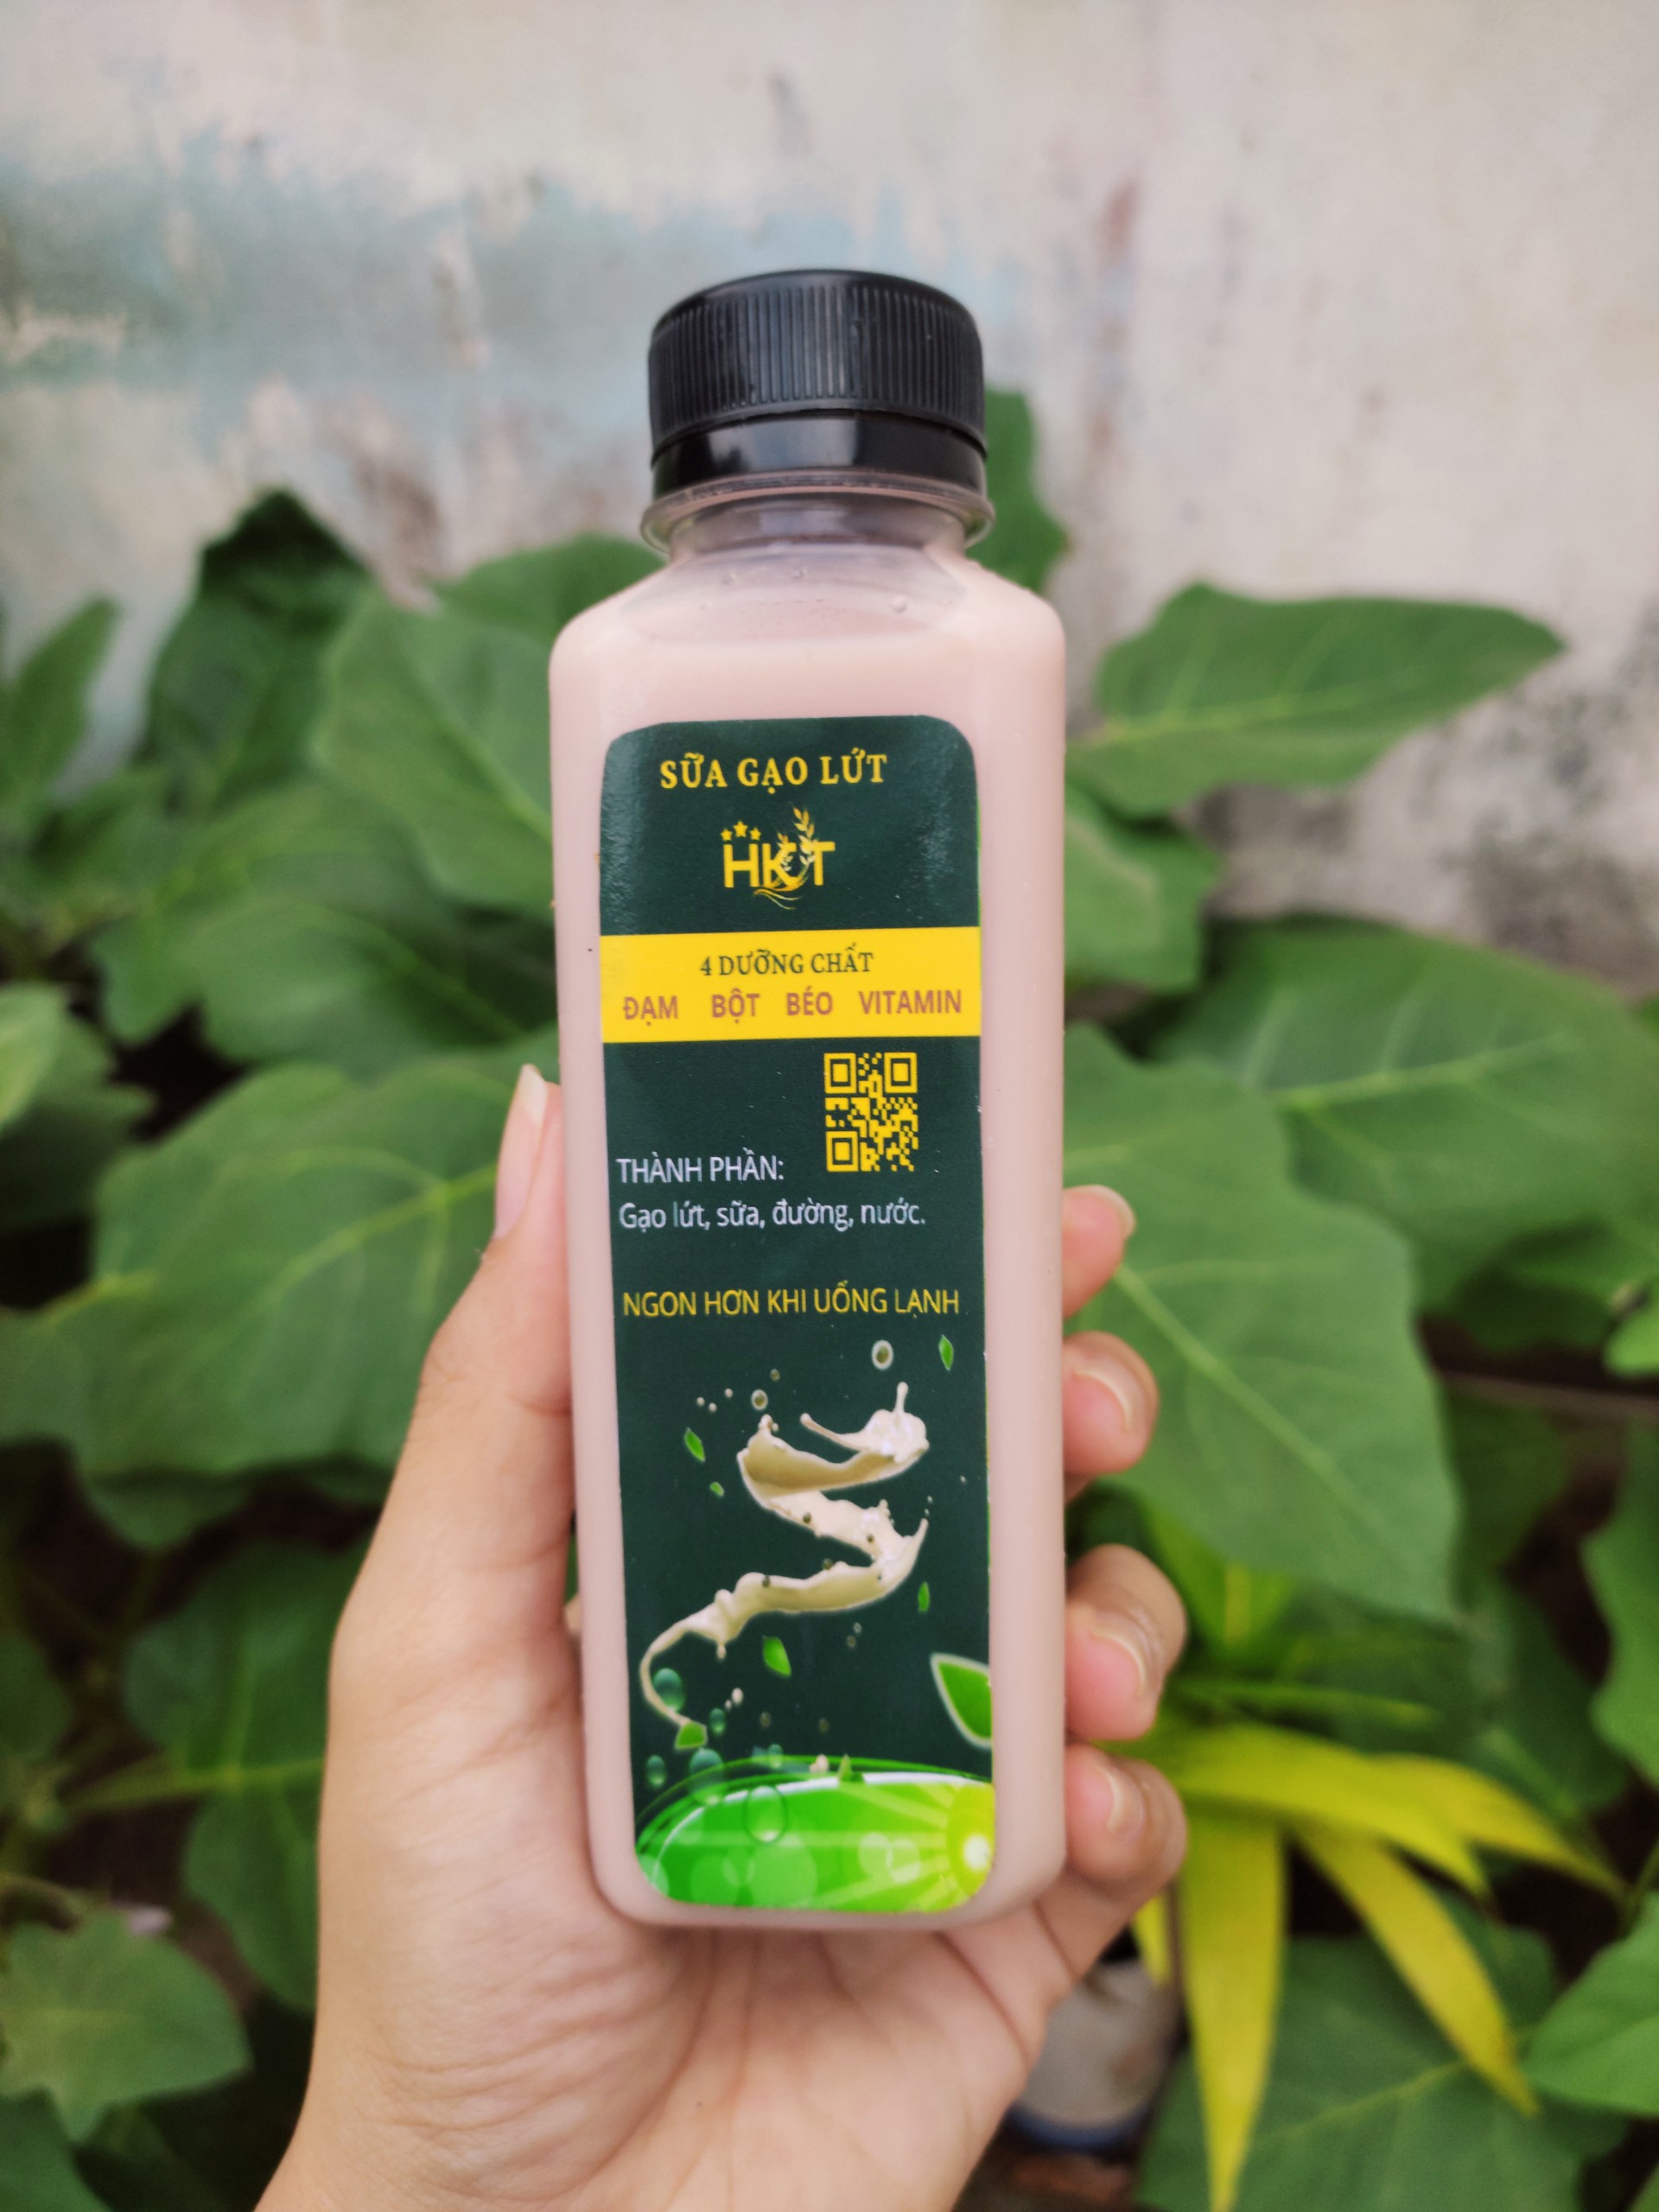 SỮA GẠO LỨT
HKT
4 DƯỠNG CHẤT
ĐẠM BỘT BÉO VITAMIN
THÀNH PHẦN:
Gạo lứt, sữa, đường, nước.
NGON HƠN KHI UỐNG LẠNH